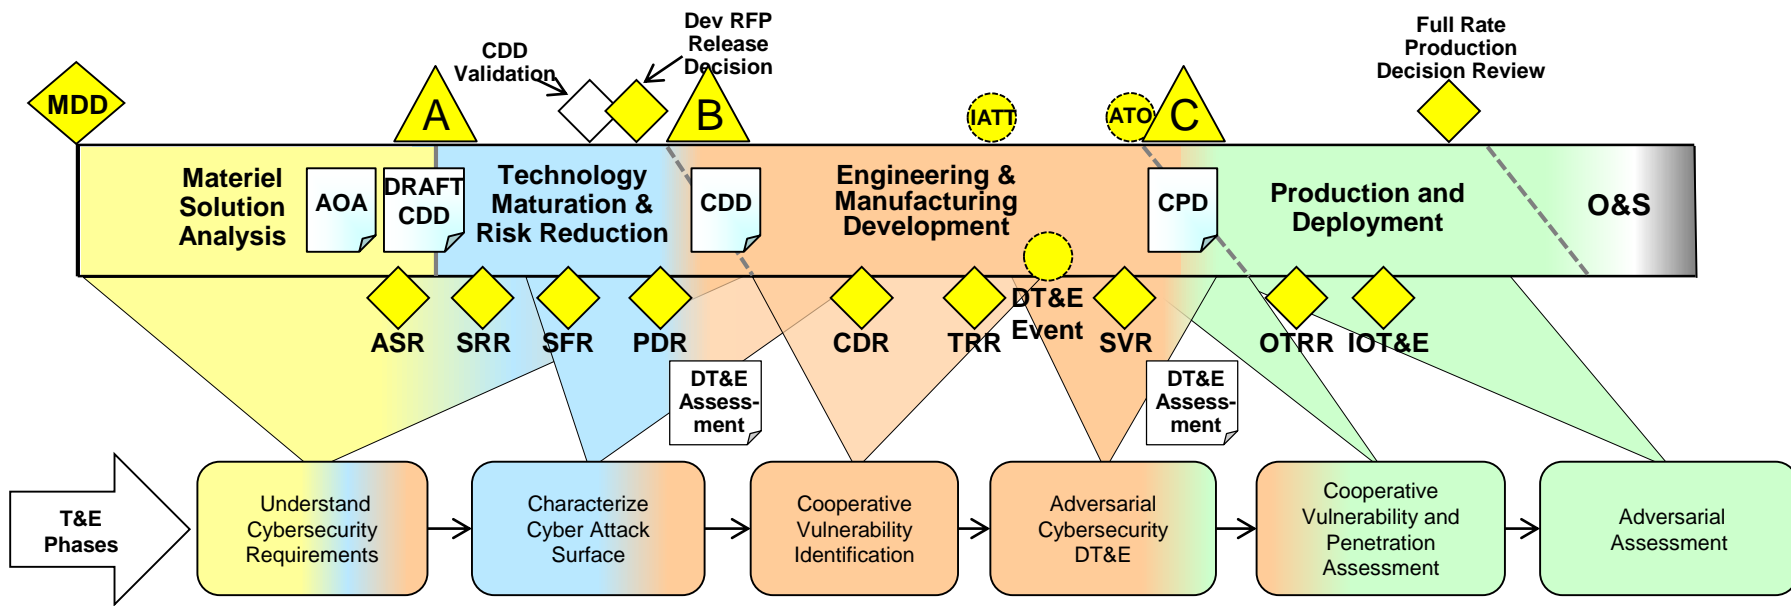 Dev RFP
Release
Decision
CDD
Validation
Full Rate
Production
Decision Review
MDD
A
B
IATT
ATO
C
Materiel
Solution
Analysis
AOA
DRAFT
CDD
Technology
Maturation &
Risk Reduction
CDD
Engineering &
Manufacturing
Development
CPD
Production and
Deployment
O&S
ASR
SRR
SFR
PDR
CDR
TRR
DT&E
Event
SVR
OTRR
IOT&E
DT&E
Assess-
ment
DT&E
Assess-
ment
T&E
Phases
Understand
Cybersecurity
Requirements
Characterize
Cyber Attack
Surface
Cooperative
Vulnerability
Identification
Adversarial
Cybersecurity
DT&E
Cooperative
Vulnerability and
Penetration
Assessment
Adversarial
Assessment